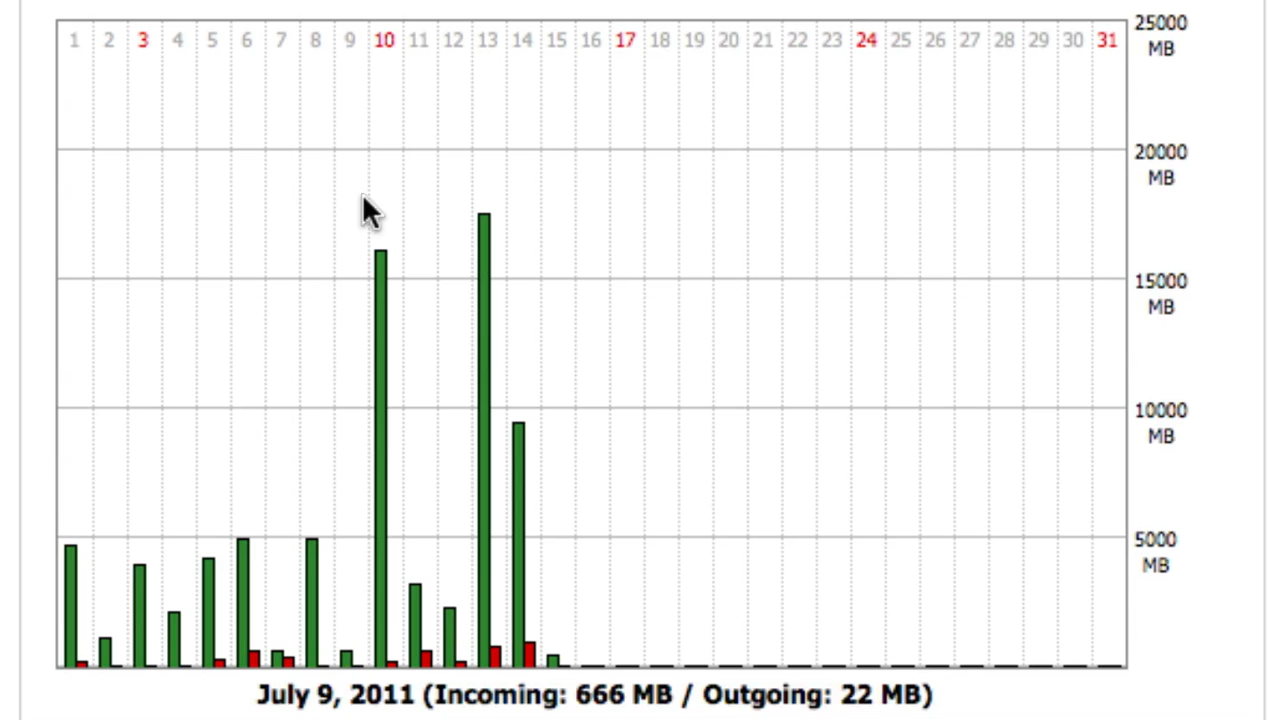 1 2 3 4 5 6 7 8 9 10 11 12 13 14 15 16 17 18 19 20 21 22 23 24 25 26 27 28 29 30 31
25000
MB
20000
MB
15000
MB
10000
MB
5000
MB
July 9, 2011 (Incoming: 666 MB / Outgoing: 22 MB)